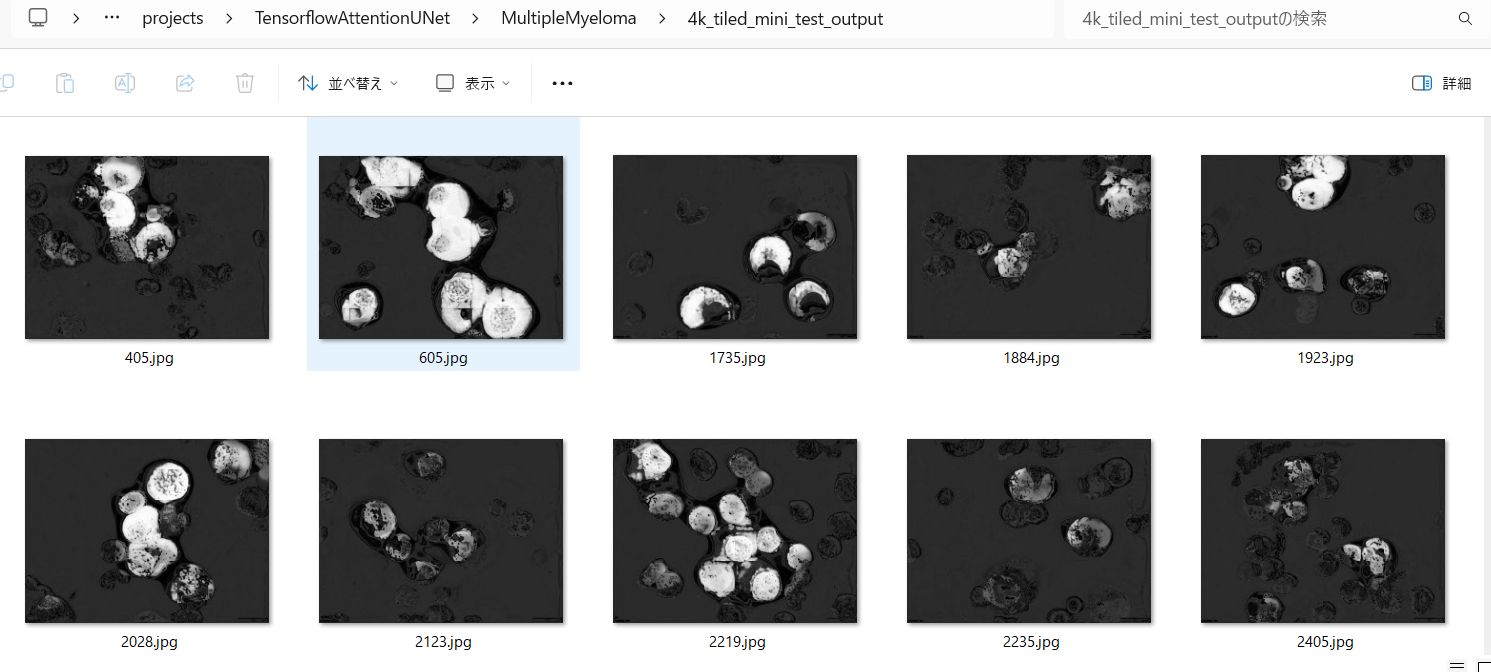 projects > TensorflowAttentionUNet > MultipleMyeloma > 4k_tiled_mini_test_output
4k_tiled_mini_test_outputの検索
並べ替え
表示
詳細
405.jpg
605.jpg
1735.jpg
1884.jpg
1923.jpg
2028.jpg
2123.jpg
2219.jpg
2235.jpg
2405.jpg